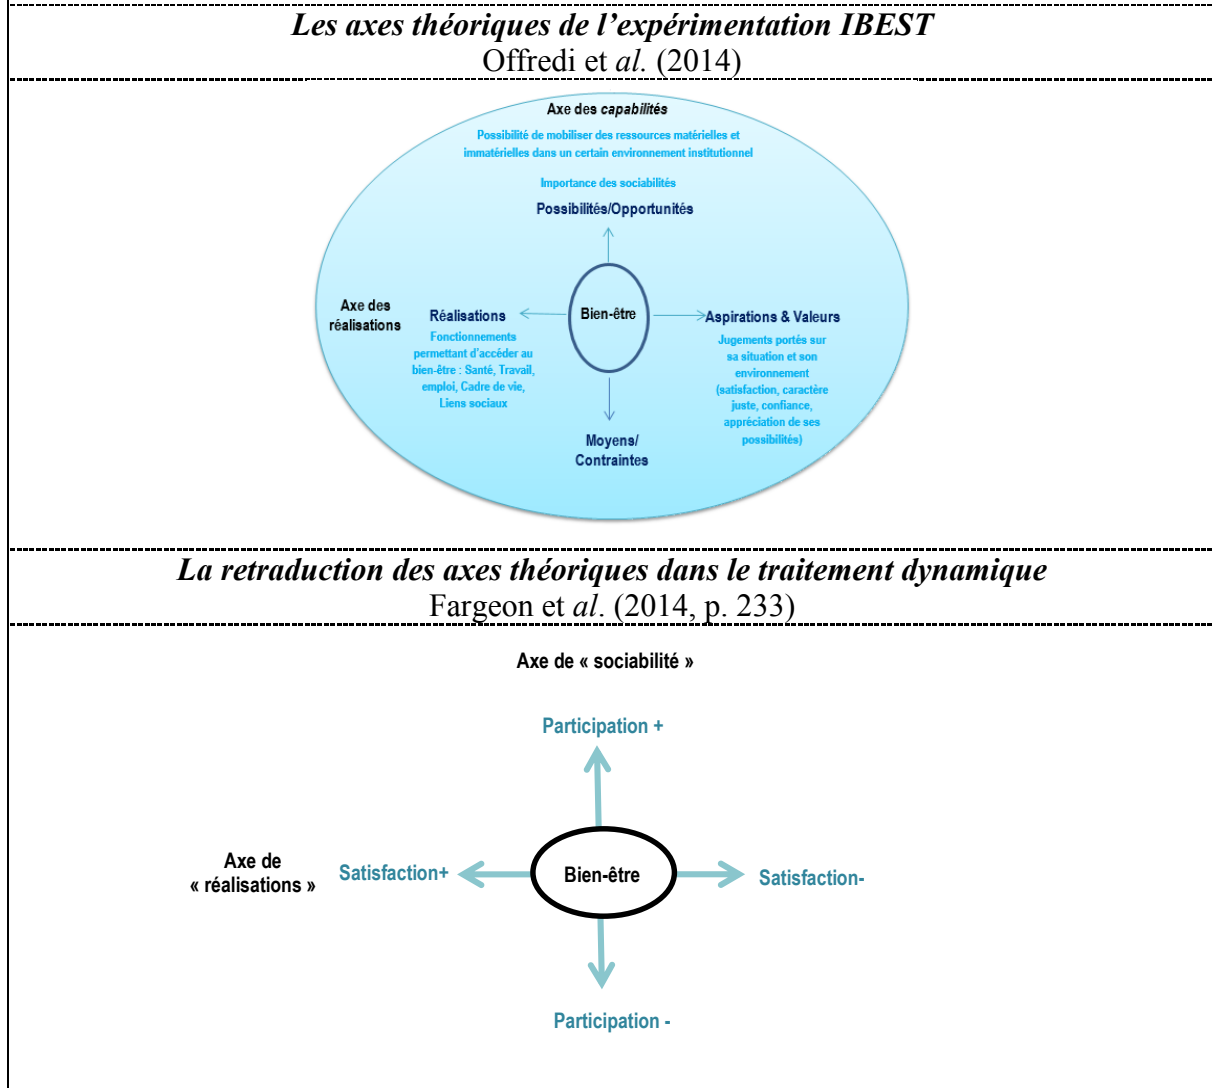 Les axes théoriques de l’expérimentation IBEST
Offredi et al. (2014)
Axe des capabilités
Possibilité de mobiliser des ressources matérielles et
immatérielles dans un certain environnement institutionnel
Importance des sociabilités
Possibilités/Opportunités
Axe des
réalisations
Réalisations
Fonctionnements
permettant d'accéder au
bien-être : Santé, Travail,
emploi, Cadre de vie,
Liens sociaux
Bien-être
Aspirations & Valeurs
Jugements portés sur
sa situation et son
environnement
(satisfaction, caractère
juste, confiance,
appréciation de ses
possibilités)
Moyens/
Contraintes
La retraduction des axes théoriques dans le traitement dynamique
Fargeon et al. (2014, p. 233)
Axe de « sociabilité »
Participation +
Axe de
« réalisations »
Satisfaction+
Bien-être
Satisfaction-
Participation -